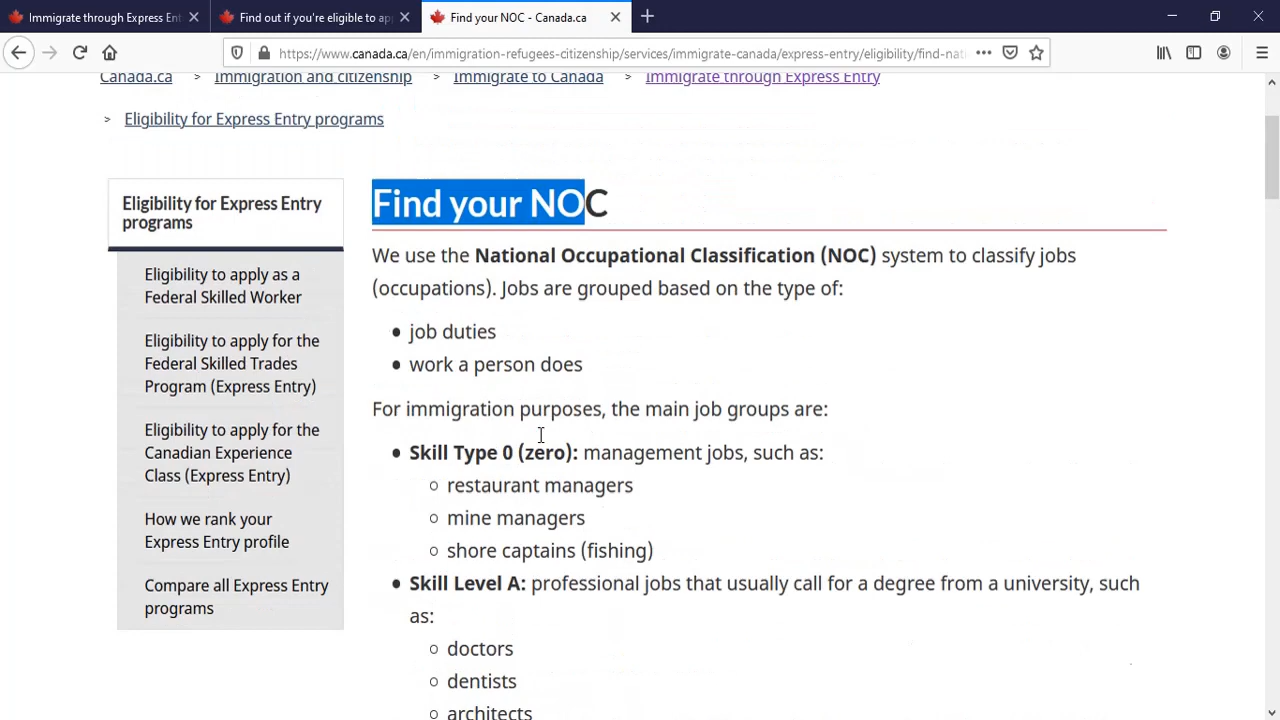 Immigrate through Express Ent
Find out if you're eligible to ap
Find your NOC - Canada.ca
https://www.canada.ca/en/immigration-refugees-citizenship/services/immigrate-canada/express-entry/eligibility/find-nati
Canada.ca > Immigration and citizenship > Immigrate to Canada > Immigrate through Express Entry
> Eligibility for Express Entry programs
Eligibility for Express Entry
programs
Eligibility to apply as a
Federal Skilled Worker
Eligibility to apply for the
Federal Skilled Trades
Program (Express Entry)
Eligibility to apply for the
Canadian Experience
Class (Express Entry)
How we rank your
Express Entry profile
Compare all Express Entry
programs
Find your NOC
We use the National Occupational Classification (NOC) system to classify jobs
(occupations). Jobs are grouped based on the type of:
job duties
work a person does
For immigration purposes, the main job groups are:
Skill Type 0 (zero): management jobs, such as:
restaurant managers
mine managers
shore captains (fishing)
Skill Level A: professional jobs that usually call for a degree from a university, such
as:
doctors
dentists
architects